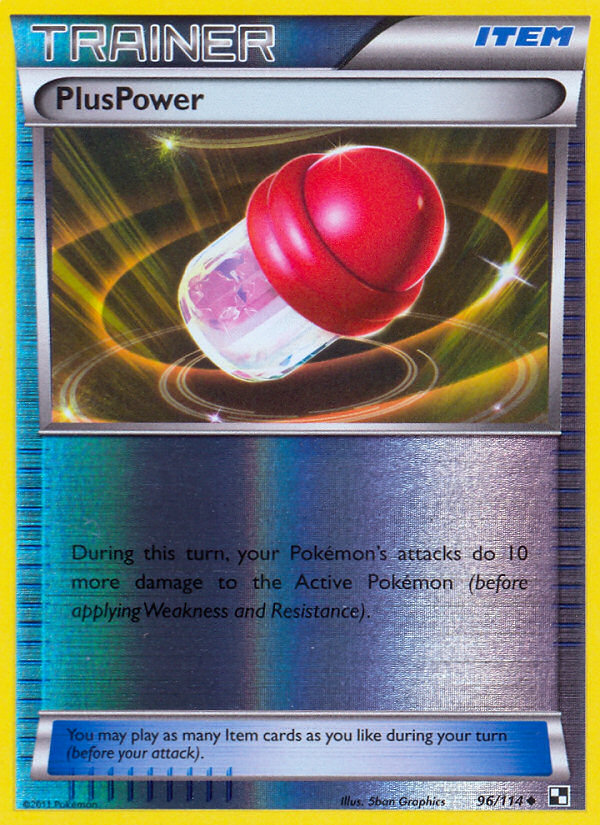 TRAINER
ITEM
PlusPower
During this turn, your Pokémon's attacks do 10
more damage to the Active Pokémon (before
applying Weakness and Resistance).
You may play as many Item cards as you like during your turn
(before your attack).
©2011 Pokémon
Illus. 5ban Graphics
96/114